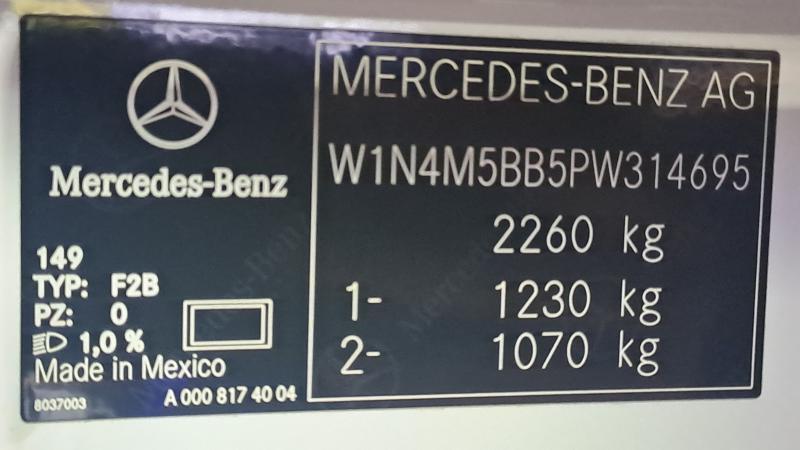 Mercedes-Benz
149
TYP: F2B
PZ: 0
1,0 %
Made in Mexico
8037003 A 000 817 40 04
MERCEDES-BENZ AG
W1N4M5BB5PW314695
2260 kg
1- 1230 kg
2- 1070 kg